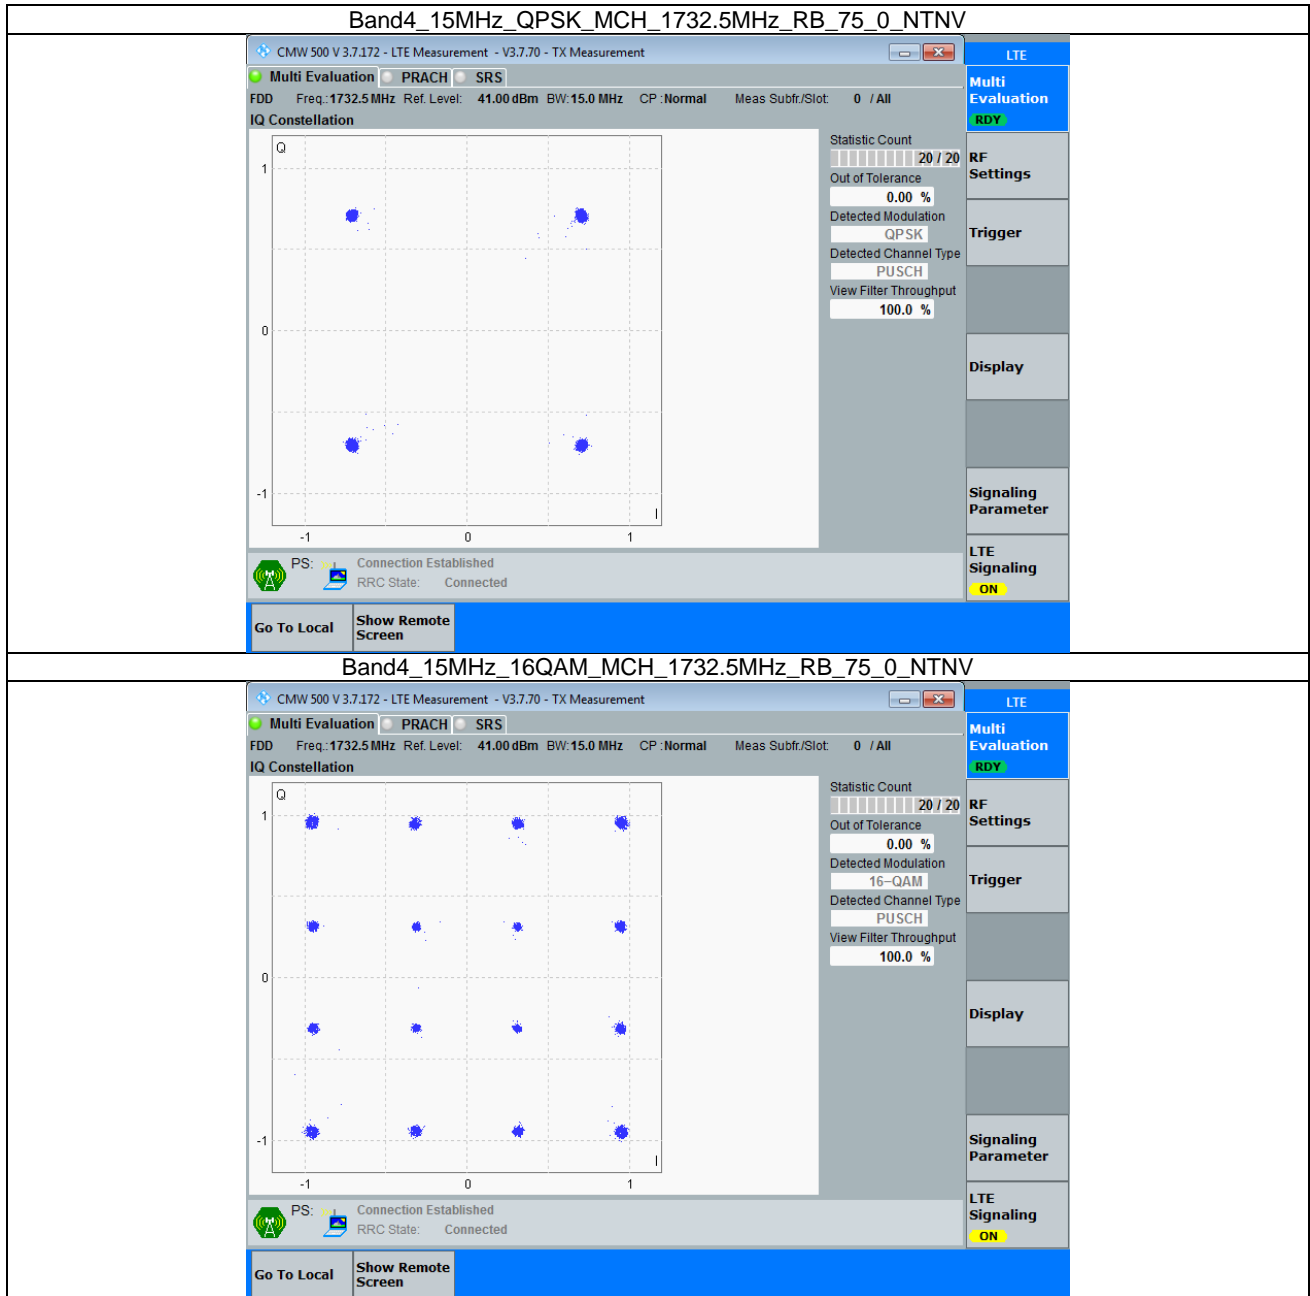 Band4_15MHz_QPSK_MCH_1732.5MHz_RB_75_0_NTNV
CMW 500 V 3.7.172 - LTE Measurement - V3.7.70 - TX Measurement
LTE
Multi Evaluation PRACH SRS
Multi
Evaluation
RDY
FDD Freq.:1732.5 MHz Ref. Level: 41.00 dBm BW:15.0 MHz CP :Normal Meas Subfr./Slot: 0 / All
IQ Constellation
Q
1
0
-1
-1 0 1
I
Statistic Count
20 / 20
Out of Tolerance
0.00 %
Detected Modulation
QPSK
Detected Channel Type
PUSCH
View Filter Throughput
100.0 %
RF
Settings
Trigger
Display
Signaling
Parameter
LTE
Signaling
ON
PS: Connection Established
RRC State: Connected
Go To Local
Show Remote
Screen
Band4_15MHz_16QAM_MCH_1732.5MHz_RB_75_0_NTNV
CMW 500 V 3.7.172 - LTE Measurement - V3.7.70 - TX Measurement
LTE
Multi Evaluation PRACH SRS
Multi
Evaluation
RDY
FDD Freq.:1732.5 MHz Ref. Level: 41.00 dBm BW:15.0 MHz CP :Normal Meas Subfr./Slot: 0 / All
IQ Constellation
Q
1
0
-1
-1 0 1
I
Statistic Count
20 / 20
Out of Tolerance
0.00 %
Detected Modulation
16-QAM
Detected Channel Type
PUSCH
View Filter Throughput
100.0 %
RF
Settings
Trigger
Display
Signaling
Parameter
LTE
Signaling
ON
PS: Connection Established
RRC State: Connected
Go To Local
Show Remote
Screen